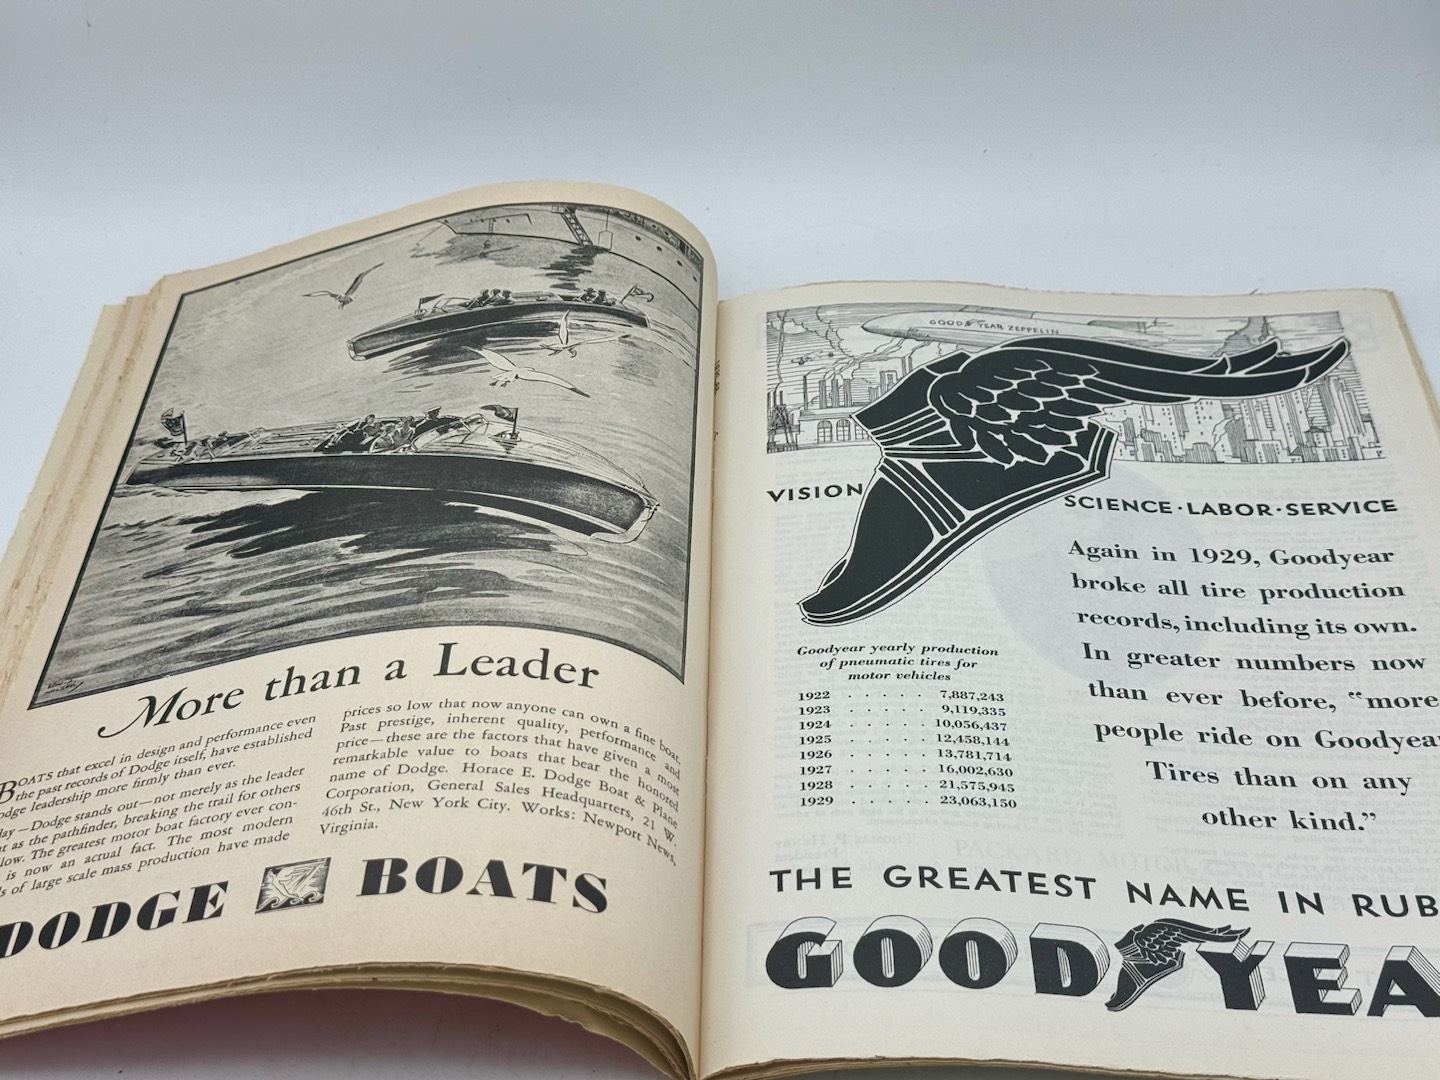 More than a Leader
BOATS that excel in design and performance even
the past records of Dodge itself, have established
Dodge leadership more firmly than ever.
Dodge stands out—not merely as the leader
as the pathfinder, breaking the trail for others
The greatest motor boat factory ever con-
is now an actual fact. The most modern
of large scale mass production have made
prices so low that now anyone can own a fine boat.
Past prestige, inherent quality, performance and
price—these are the factors that have given a most
remarkable value to boats that bear the honored
name of Dodge. Horace E. Dodge Boat & Plane
Corporation, General Sales Headquarters, 21 W.
46th St., New York City. Works: Newport News,
Virginia.
DODGE BOATS
GOODYEAR ZEPPELIN
VISION
SCIENCE·LABOR·SERVICE
Again in 1929, Goodyear
broke all tire production
records, including its own.
In greater numbers now
than ever before, "more
people ride on Goodyear
Tires than on any
other kind."
Goodyear yearly production
of pneumatic tires for
motor vehicles
1922 . . . . . 7,887,243
1923 . . . . . 9,119,335
1924 . . . . . 10,056,437
1925 . . . . . 12,458,144
1926 . . . . . 13,781,714
1927 . . . . . 16,002,630
1928 . . . . . 21,575,945
1929 . . . . . 23,063,150
THE GREATEST NAME IN RUB
GOODYEA